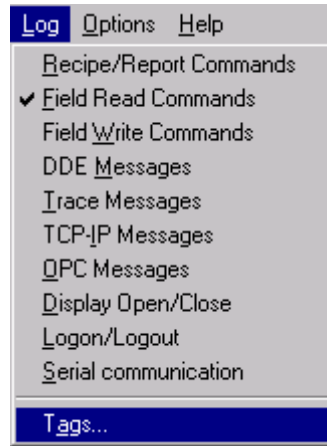 Log Options Help
Recipe/Report Commands
Field Read Commands
Field Write Commands
DDE Messages
Trace Messages
TCP-IP Messages
OPC Messages
Display Open/Close
Logon/Logout
Serial communication
Tags...